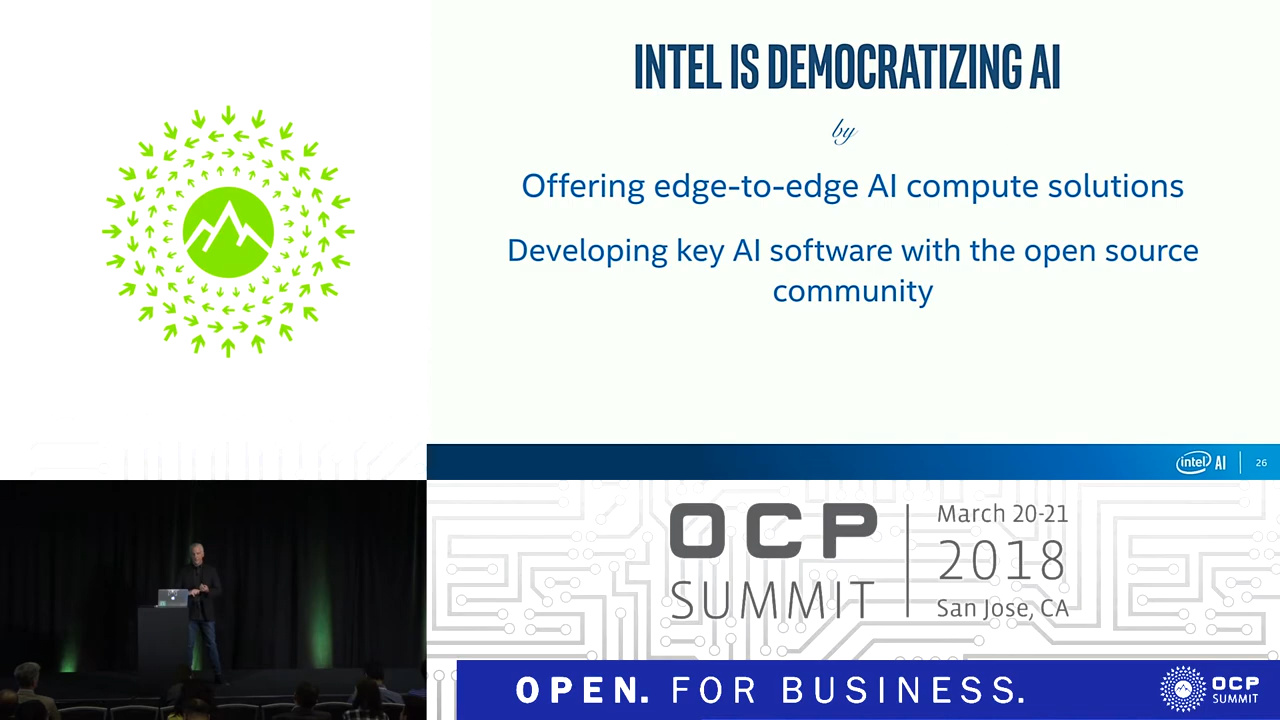 INTEL IS DEMOCRATIZING AI
by
Offering edge-to-edge AI compute solutions
Developing key AI software with the open source
community
intel AI
26
OCP
SUMMIT
March 20-21
2018
San Jose, CA
OPEN. FOR BUSINESS.
OCP
SUMMIT